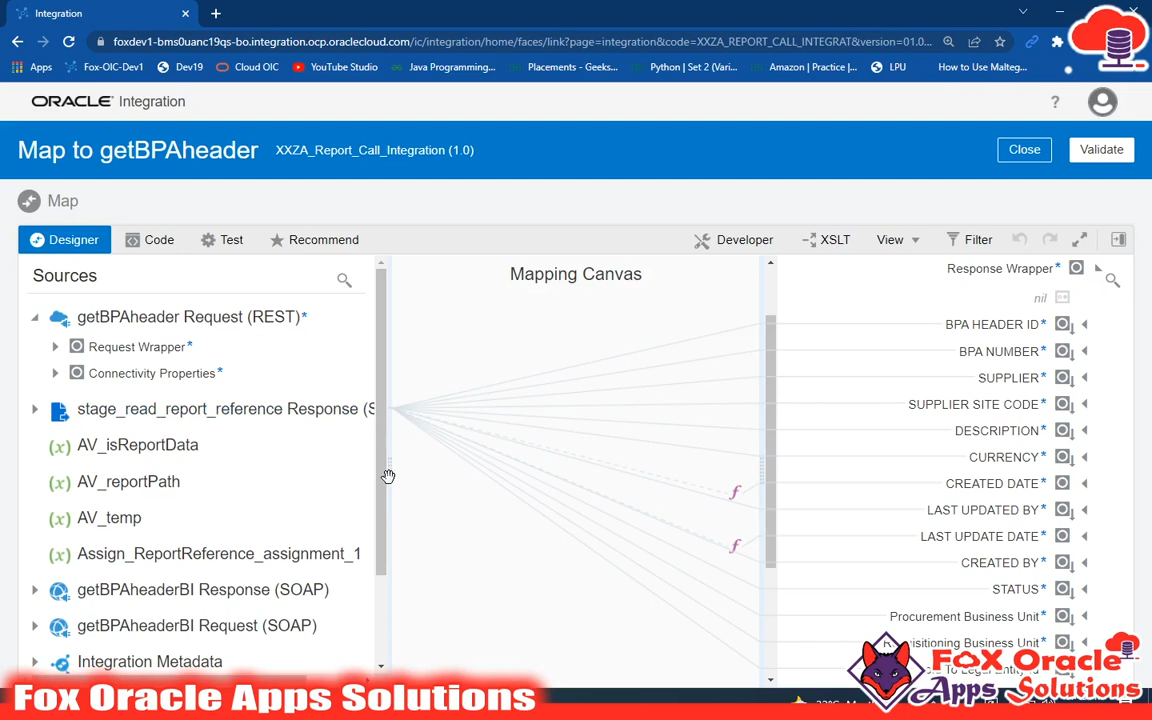 Integration
foxdev1-bms0uanc19qs-bo.integration.ocp.oraclecloud.com/ic/integration/home/faces/link?page=integration&code=XXZA_REPORT_CALL_INTEGRAT&version=01.0...
Apps Fox-OIC-Dev1 Dev19 Cloud OIC YouTube Studio Java Programming... Placements - Geeks... Python | Set 2 (Vari... Amazon | Practice |... LPU How to Use Malteg...
ORACLE Integration ?
Map to getBPAheader XXZA_Report_Call_Integration (1.0) Close Validate
Map
Designer Code Test Recommend Developer XSLT View Filter
Sources
Mapping Canvas
getBPAheader Request (REST)*
Request Wrapper*
Connectivity Properties*
stage_read_report_reference Response (S
(x) AV_isReportData
(x) AV_reportPath
(x) AV_temp
(x) Assign_ReportReference_assignment_1
getBPAheaderBI Response (SOAP)
getBPAheaderBI Request (SOAP)
Integration Metadata
f
f
Response Wrapper*
nil
BPA HEADER ID*
BPA NUMBER*
SUPPLIER*
SUPPLIER SITE CODE*
DESCRIPTION*
CURRENCY*
CREATED DATE*
LAST UPDATED BY*
LAST UPDATE DATE*
CREATED BY*
STATUS*
Procurement Business Unit*
Business Unit*
Fox Oracle Apps Solutions
FOX Oracle
Apps Solutions